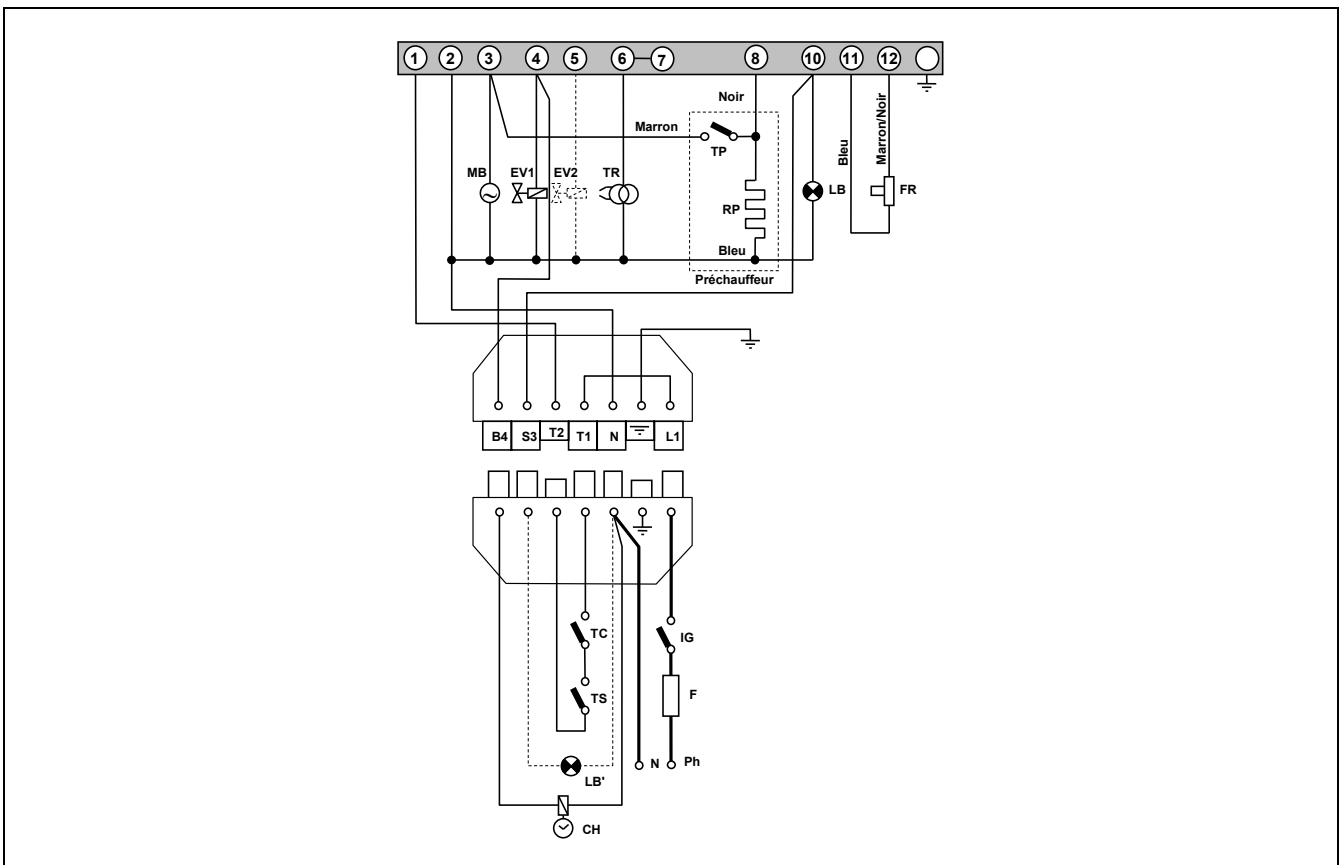 1 2 3 4 5 6 7 8 10 11 12
Noir
Marron
Bleu
Marron/Noir
TP
MB EV1 EV2 TR
LB
FR
RP
Bleu
Préchauffeur
B4 S3 T2 T1 N L1
TC
IG
TS
F
N Ph
LB'
CH